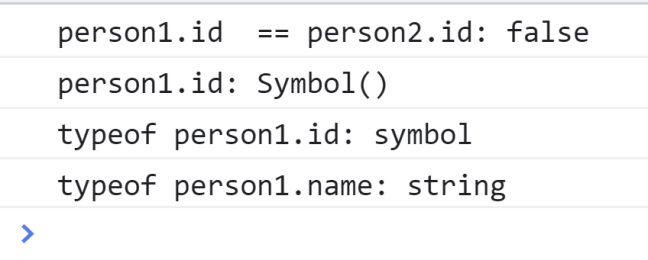 person1.id  == person2.id: false
person1.id: Symbol()
typeof person1.id: symbol
typeof person1.name: string
>